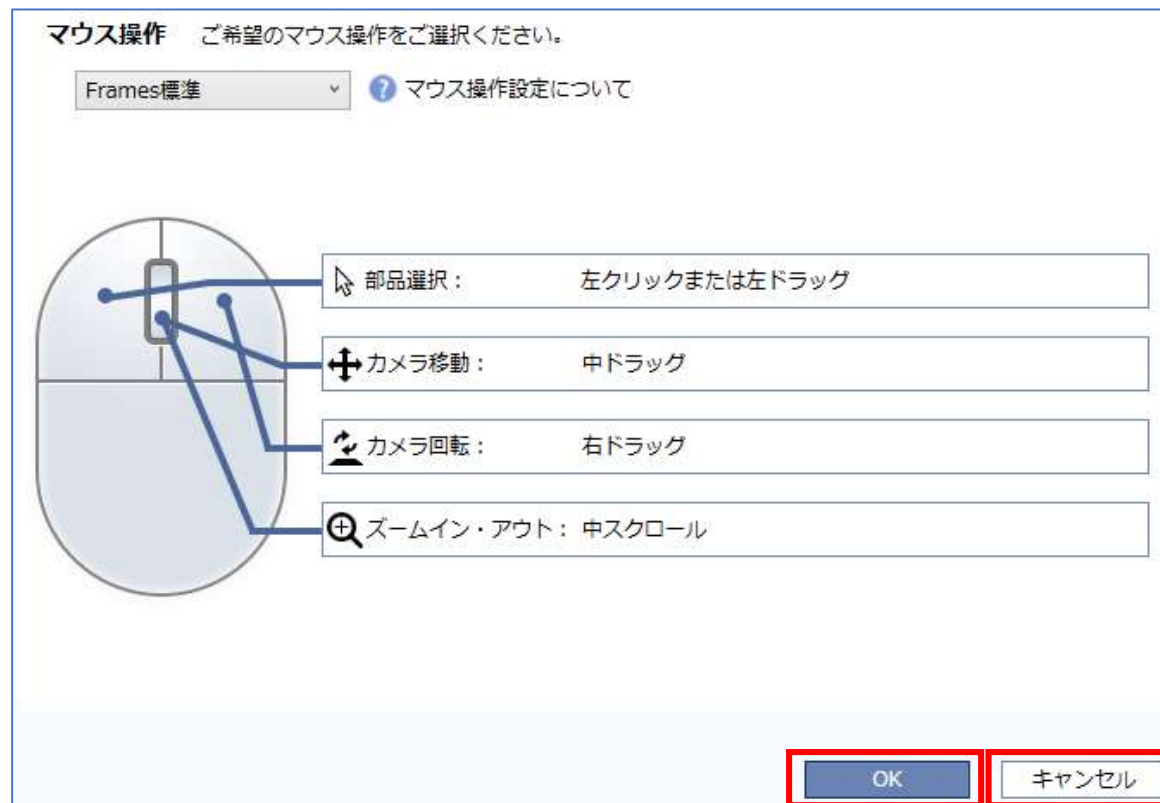 マウス操作 ご希望のマウス操作をご選択ください。
Frames標準 ? マウス操作設定について
部品選択： 左クリックまたは左ドラッグ
カメラ移動： 中ドラッグ
カメラ回転： 右ドラッグ
ズームイン・アウト： 中スクロール
OK キャンセル